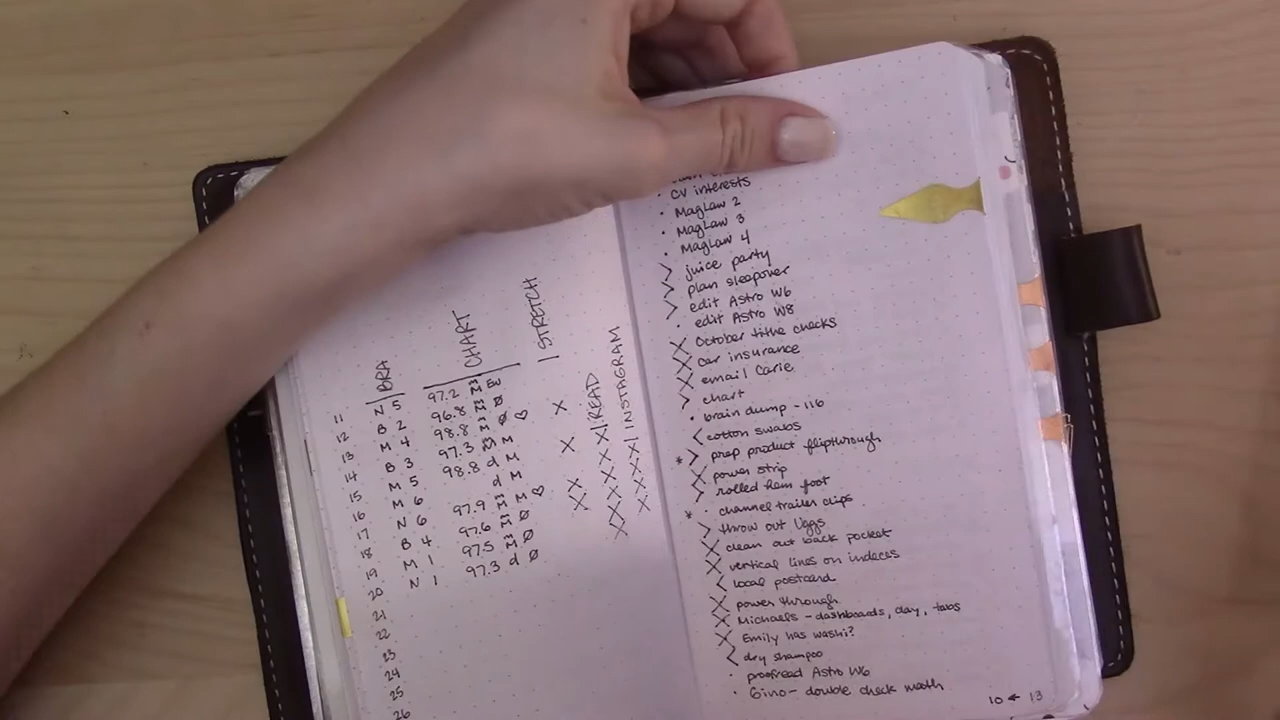 BRA CHART STRETCH READ INSTAGRAM
11 N 5 97.2 M EW
12 B 2 96.8 M Ø
13 M 4 98.8 M Ø ♡
14 B 3 97.3 M M
15 M 5 98.8 d M
16 M 6 d M
17 N 6 97.9 M M ♡
18 B 4 97.6 M Ø
19 M 1 97.5 M Ø
20 N 1 97.3 d Ø
21
22
23
24
25
26
· CV interests
· MagLaw 2
· MagLaw 3
· MagLaw 4
> juice party
> plan sleepover
> edit Astro W6
· edit Astro W8
X October tithe checks
X car insurance
X email Carie
> chart
· brain dump - 116
< cotton swabs
* > prep product flipthrough
X power strip
> rolled hem foot
* · channel trailer clips
> throw out Uggs
X clean out back pocket
X vertical lines on indeces
< local postcard
X power through
X Michaels - dashboards, day, tabs
X Emily has washi?
< dry shampoo
· proofread Astro W6
· Gino - double check math
10 ← 13